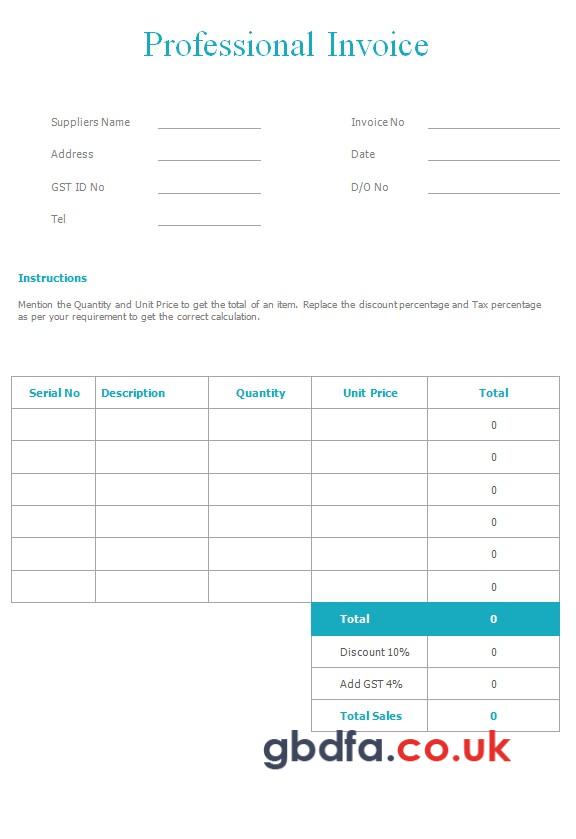 Professional Invoice
Suppliers Name
Invoice No
Address
Date
GST ID No
D/O No
Tel
Instructions
Mention the Quantity and Unit Price to get the total of an item. Replace the discount percentage and Tax percentage
as per your requirement to get the correct calculation.
Serial No Description Quantity Unit Price Total
0
0
0
0
0
0
Total 0
Discount 10% 0
Add GST 4% 0
Total Sales 0
gbdfa.co.uk